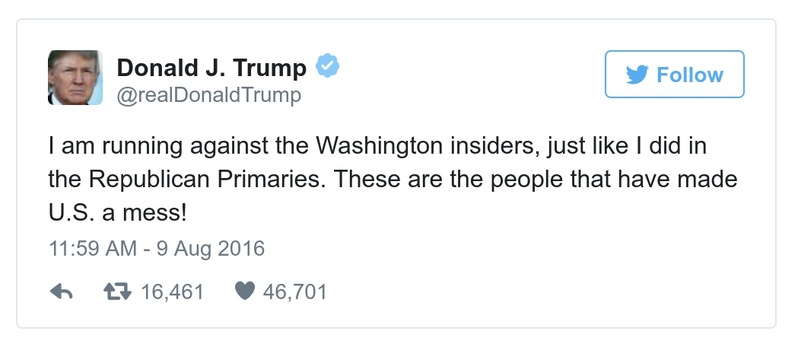 Donald J. Trump
@realDonaldTrump
Follow
I am running against the Washington insiders, just like I did in
the Republican Primaries. These are the people that have made
U.S. a mess!
11:59 AM - 9 Aug 2016
16,461 46,701